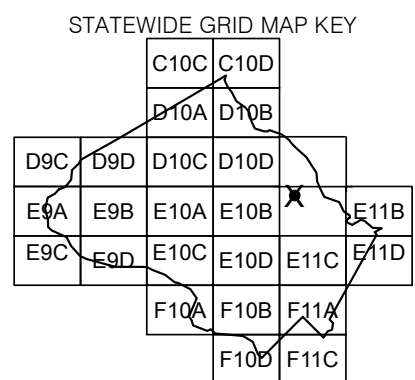 STATEWIDE GRID MAP KEY
C10C C10D
D10A D10B
D9C D9D D10C D10D
E9A E9B E10A E10B X E11B
E9C E9D E10C E10D E11C E11D
F10A F10B F11A
F10D F11C